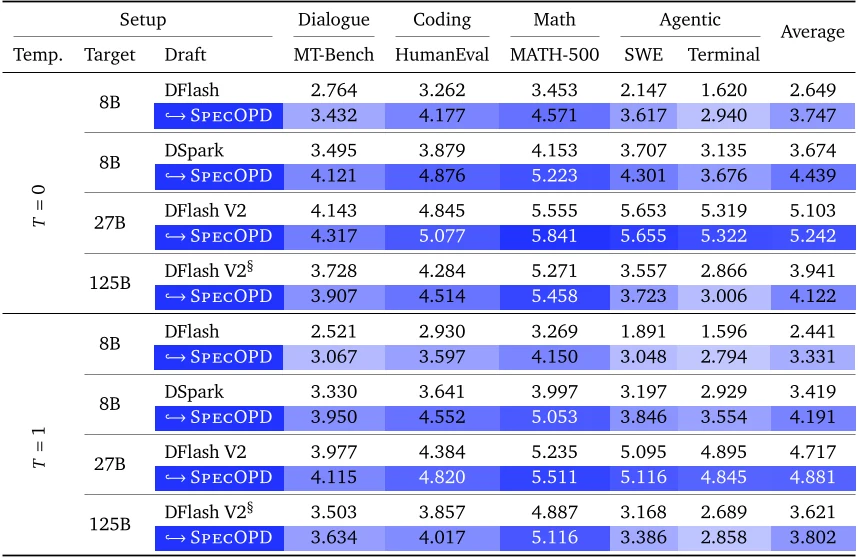 Setup Dialogue Coding Math Agentic Average
Temp. Target Draft MT-Bench HumanEval MATH-500 SWE Terminal
T = 0
8B DFlash 2.764 3.262 3.453 2.147 1.620 2.649
↪ SpecOPD 3.432 4.177 4.571 3.617 2.940 3.747
8B DSpark 3.495 3.879 4.153 3.707 3.135 3.674
↪ SpecOPD 4.121 4.876 5.223 4.301 3.676 4.439
27B DFlash V2 4.143 4.845 5.555 5.653 5.319 5.103
↪ SpecOPD 4.317 5.077 5.841 5.655 5.322 5.242
125B DFlash V2§ 3.728 4.284 5.271 3.557 2.866 3.941
↪ SpecOPD 3.907 4.514 5.458 3.723 3.006 4.122
T = 1
8B DFlash 2.521 2.930 3.269 1.891 1.596 2.441
↪ SpecOPD 3.067 3.597 4.150 3.048 2.794 3.331
8B DSpark 3.330 3.641 3.997 3.197 2.929 3.419
↪ SpecOPD 3.950 4.552 5.053 3.846 3.554 4.191
27B DFlash V2 3.977 4.384 5.235 5.095 4.895 4.717
↪ SpecOPD 4.115 4.820 5.511 5.116 4.845 4.881
125B DFlash V2§ 3.503 3.857 4.887 3.168 2.689 3.621
↪ SpecOPD 3.634 4.017 5.116 3.386 2.858 3.802